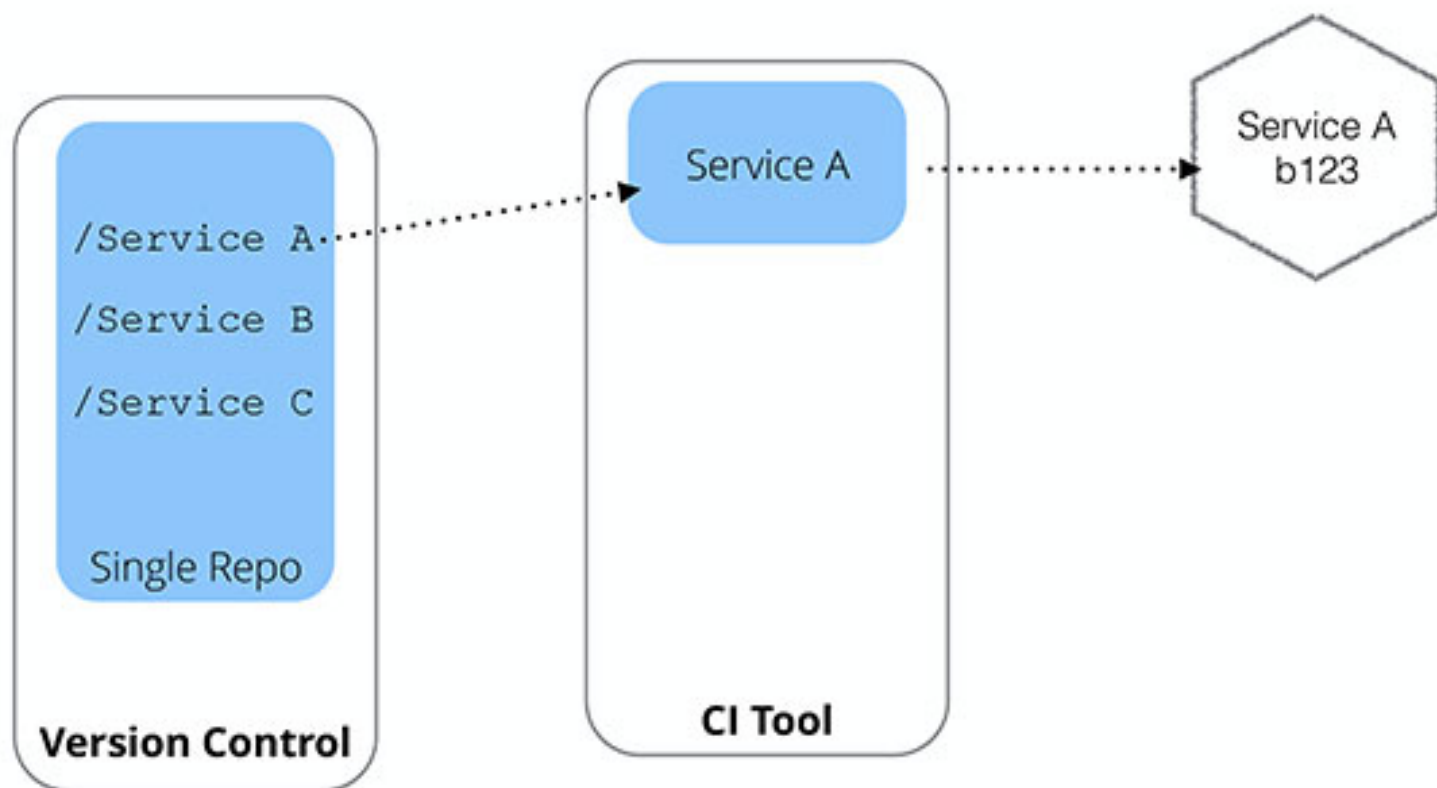 /Service A
/Service B
/Service C
Single Repo
Version Control
Service A
CI Tool
Service A
b123